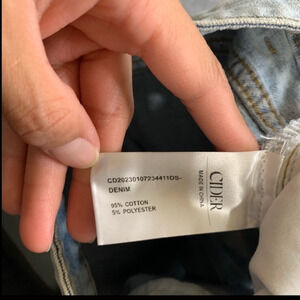 CD20230107234411DS-
DENIM
95% COTTON
5% POLYESTER
CIDER
MADE IN CHINA